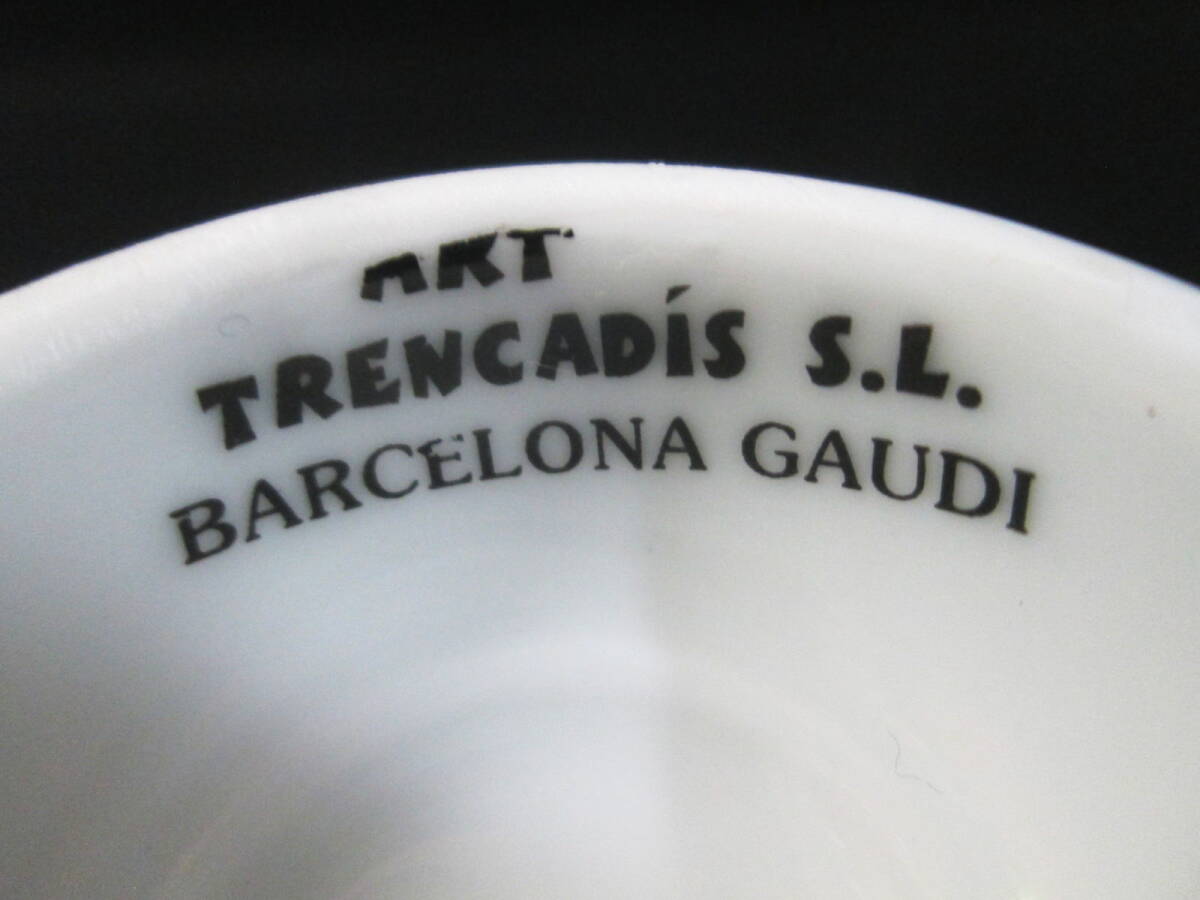 ART
TRENCADÍS S.L.
BARCELONA GAUDI